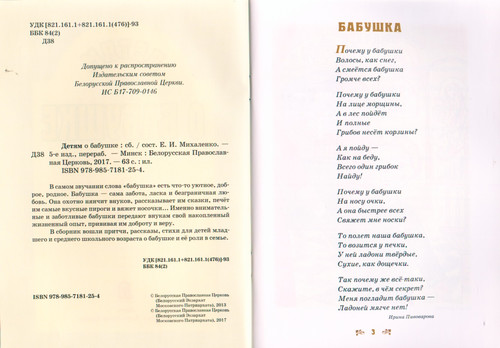 УДК [821.161.1+821.161.1(476)]-93
ББК 84(2)
Д38
Допущено к распространению
Издательским советом
Белорусской Православной Церкви.
ИС Б17-709-0146
Детям о бабушке : сб. / сост. Е. И. Михаленко. —
Д38 5-е изд., перераб. — Минск : Белорусская Православ-
ная Церковь, 2017. — 63 с. : ил.
ISBN 978-985-7181-25-4.
В самом звучании слова «бабушка» есть что-то уютное, доб-
рое, родное. Бабушка — сама забота, ласка и безграничная лю-
бовь. Она охотно нянчит внуков, рассказывает им сказки, печёт
им самые вкусные пироги и вяжет носочки... Именно вниматель-
ные и заботливые бабушки передают внукам свой накопленный
жизненный опыт, прививая им доброту и веру.
В сборник вошли притчи, рассказы, стихи для детей млад-
шего и среднего школьного возраста о бабушке и её роли в семье.
УДК [821.161.1+821.161.1(476)]-93
ББК 84(2)
ISBN 978-985-7181-25-4
© Белорусская Православная Церковь
(Белорусский Экзархат
Московского Патриархата), 2013
© Белорусская Православная Церковь
(Белорусский Экзархат
Московского Патриархата), 2017
БАБУШКА
Почему у бабушки
Волосы, как снег,
А смеётся бабушка
Громче всех?
Почему у бабушки
На лице морщины,
А в лес пойдёт
И полные
Грибов несёт корзины?
А я пойду —
Как на беду,
Всего один грибок
Найду!
Почему у бабушки
На носу очки,
А она быстрее всех
Свяжет мне носки?
То полет наша бабушка,
То возится у печки,
У ней ладони твёрдые,
Сухие, как дощечки.
Так почему же всё-таки,
Скажите, в чём секрет?
Меня погладит бабушка —
Ладоней мягче нет!
Ирина Пивоварова
3